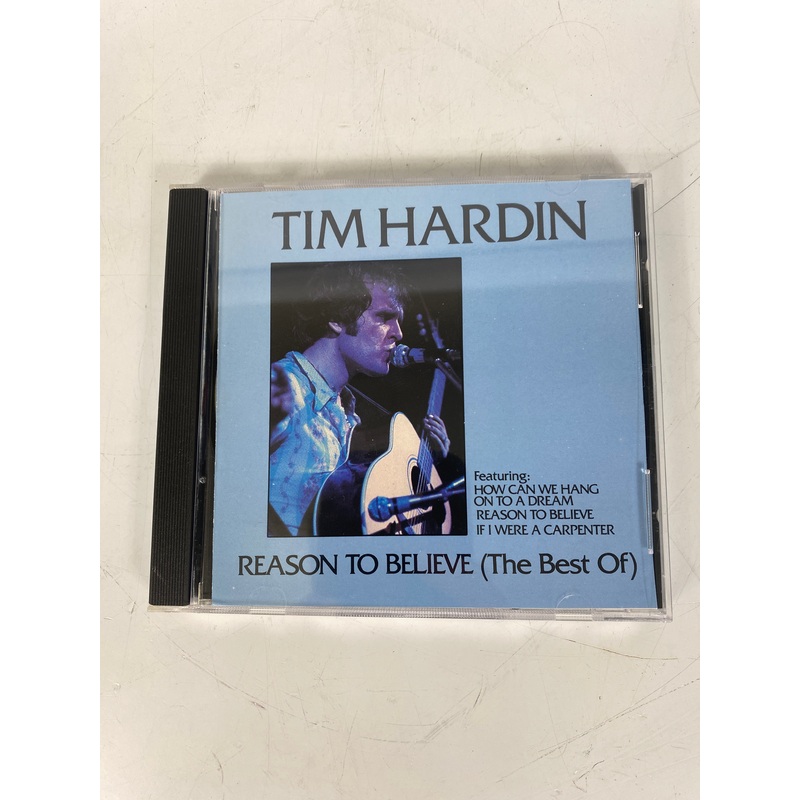 TIM HARDIN
Featuring:
HOW CAN WE HANG
ON TO A DREAM
REASON TO BELIEVE
IF I WERE A CARPENTER
REASON TO BELIEVE (The Best Of)